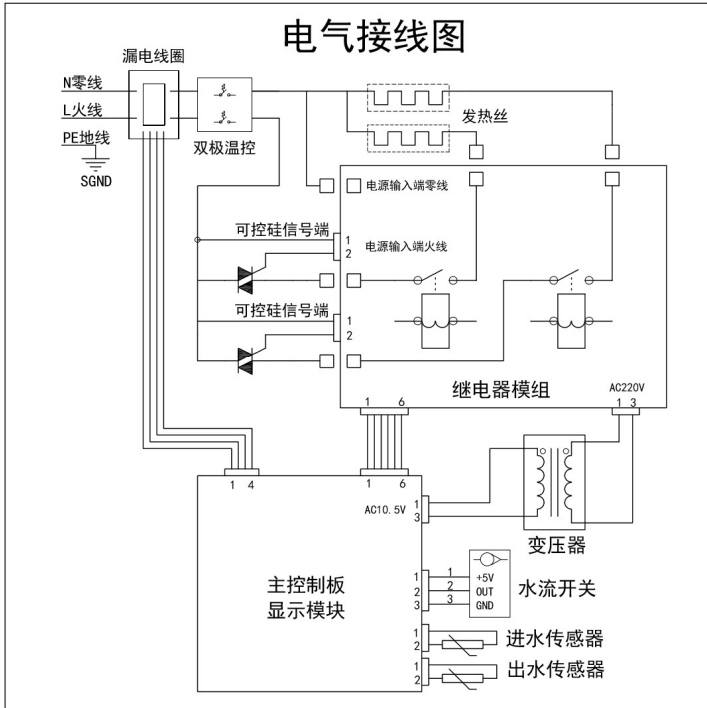 电气接线图
漏电线圈
N零线
L火线
PE地线
SGND
双极温控
发热丝
电源输入端零线
可控硅信号端
1
2
电源输入端火线
可控硅信号端
1
2
继电器模组
AC220V
1 3
1 6
1 4
1 6
AC10.5V
1
3
变压器
主控制板
显示模块
1
2
3
1
2
3
+5V
OUT
GND
水流开关
1
2
进水传感器
1
2
出水传感器